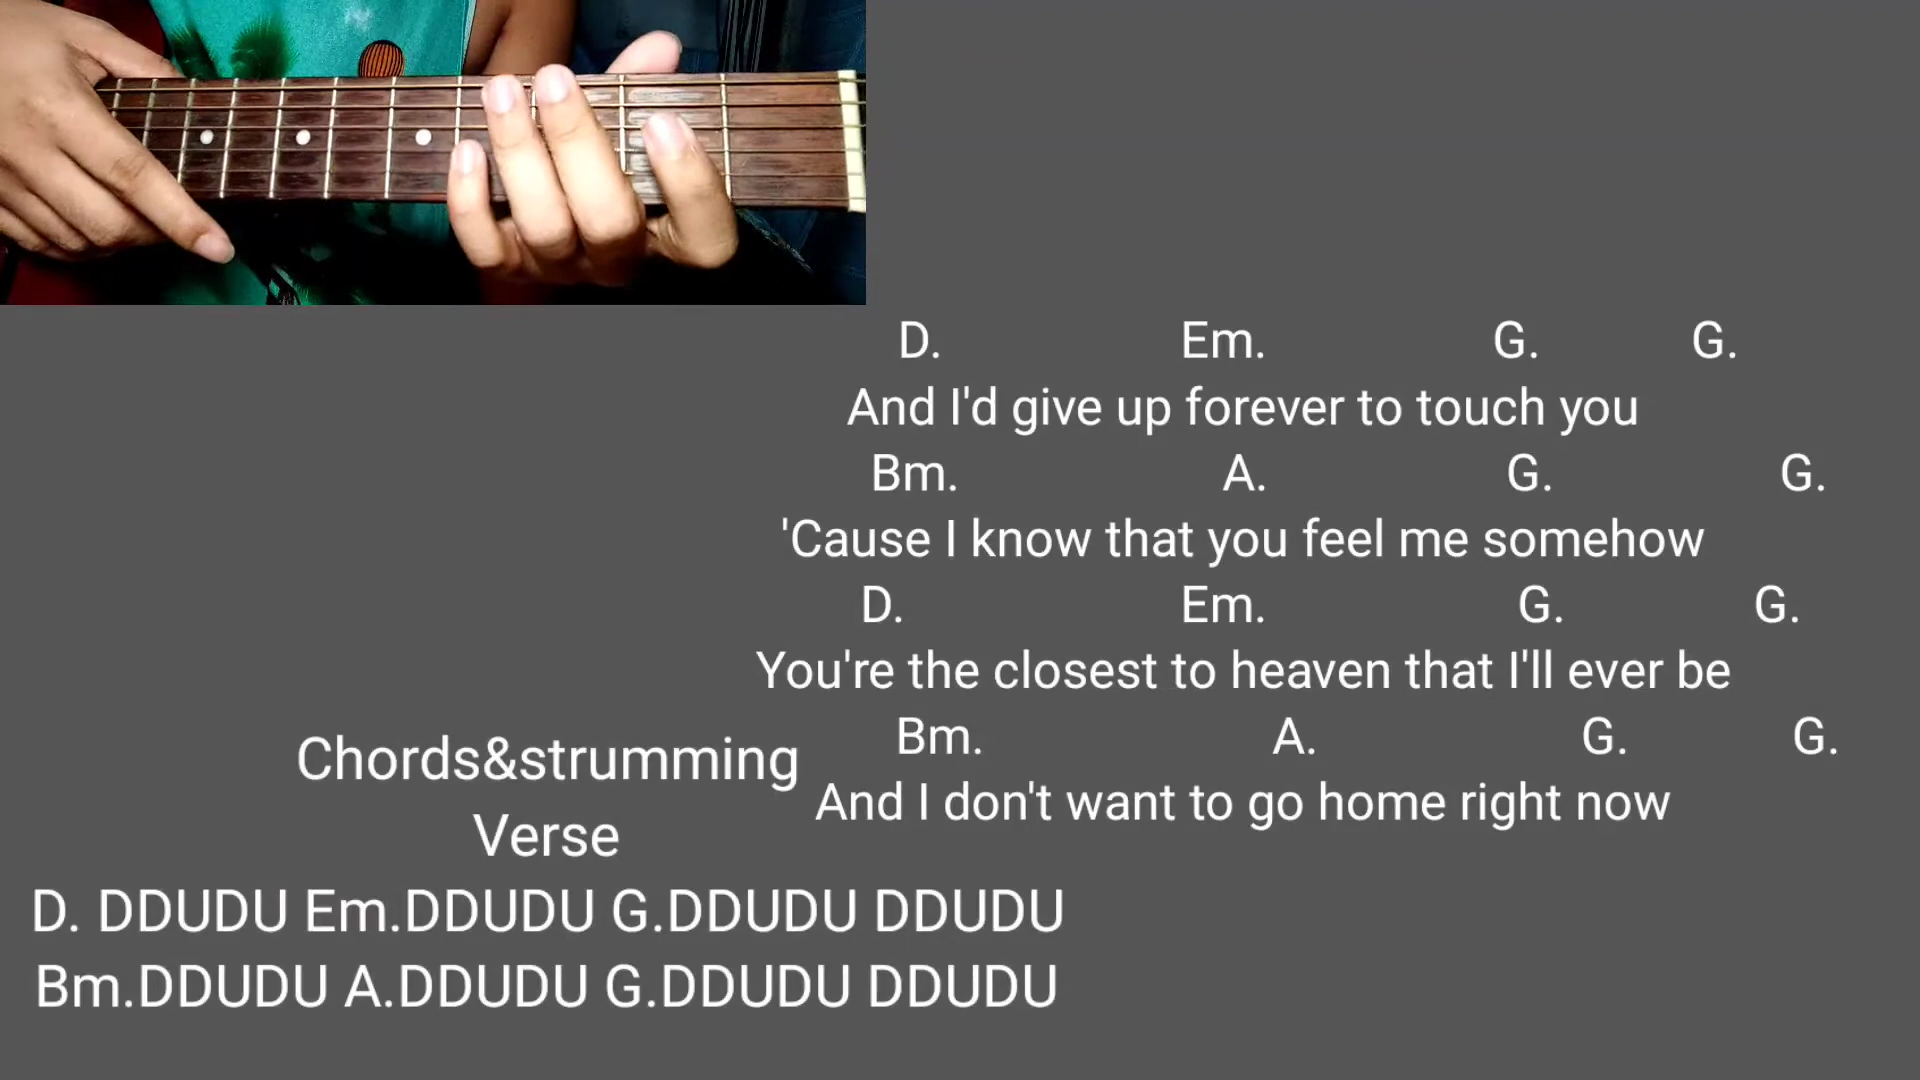 D. Em. G. G.
And I'd give up forever to touch you
Bm. A. G. G.
'Cause I know that you feel me somehow
D. Em. G. G.
You're the closest to heaven that I'll ever be
Bm. A. G. G.
And I don't want to go home right now
Chords&strumming
Verse
D. DDUDU Em.DDUDU G.DDUDU DDUDU
Bm.DDUDU A.DDUDU G.DDUDU DDUDU